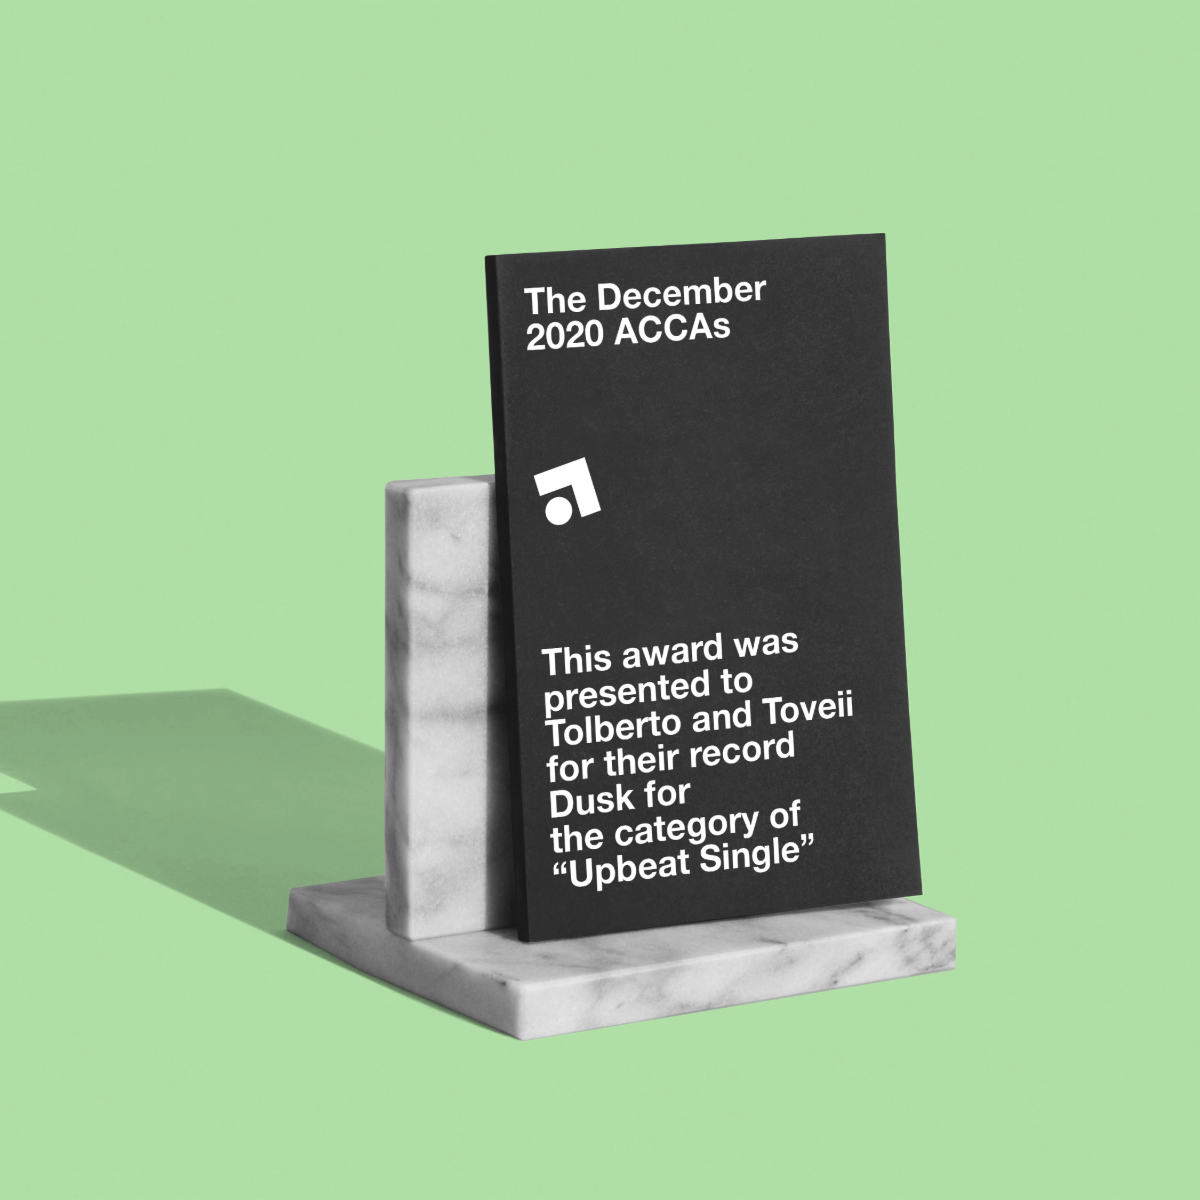 The December
2020 ACCAs
This award was
presented to
Tolberto and Toveii
for their record
Dusk for
the category of
“Upbeat Single”